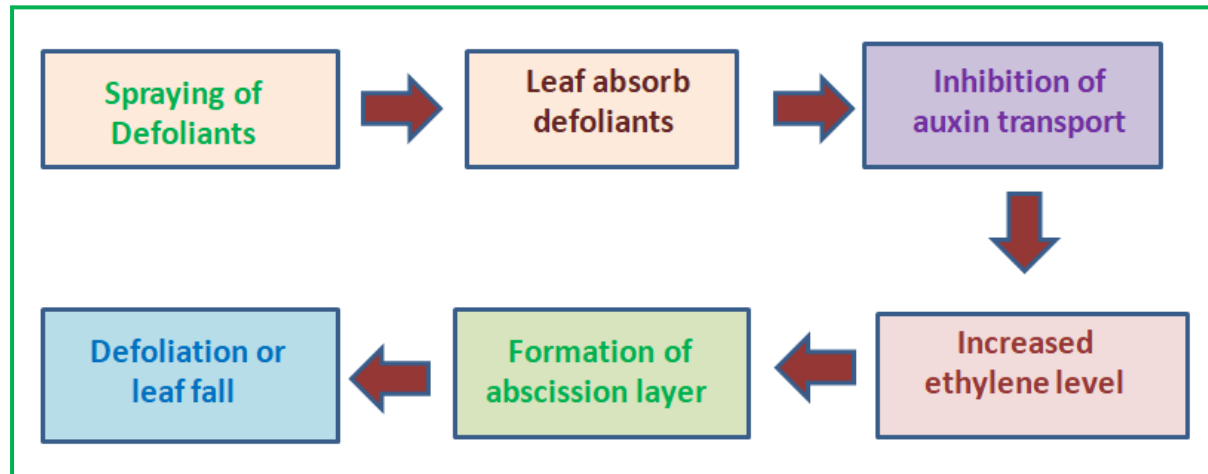 Spraying of
Defoliants
Leaf absorb
defoliants
Inhibition of
auxin transport
Increased
ethylene level
Formation of
abscission layer
Defoliation or
leaf fall